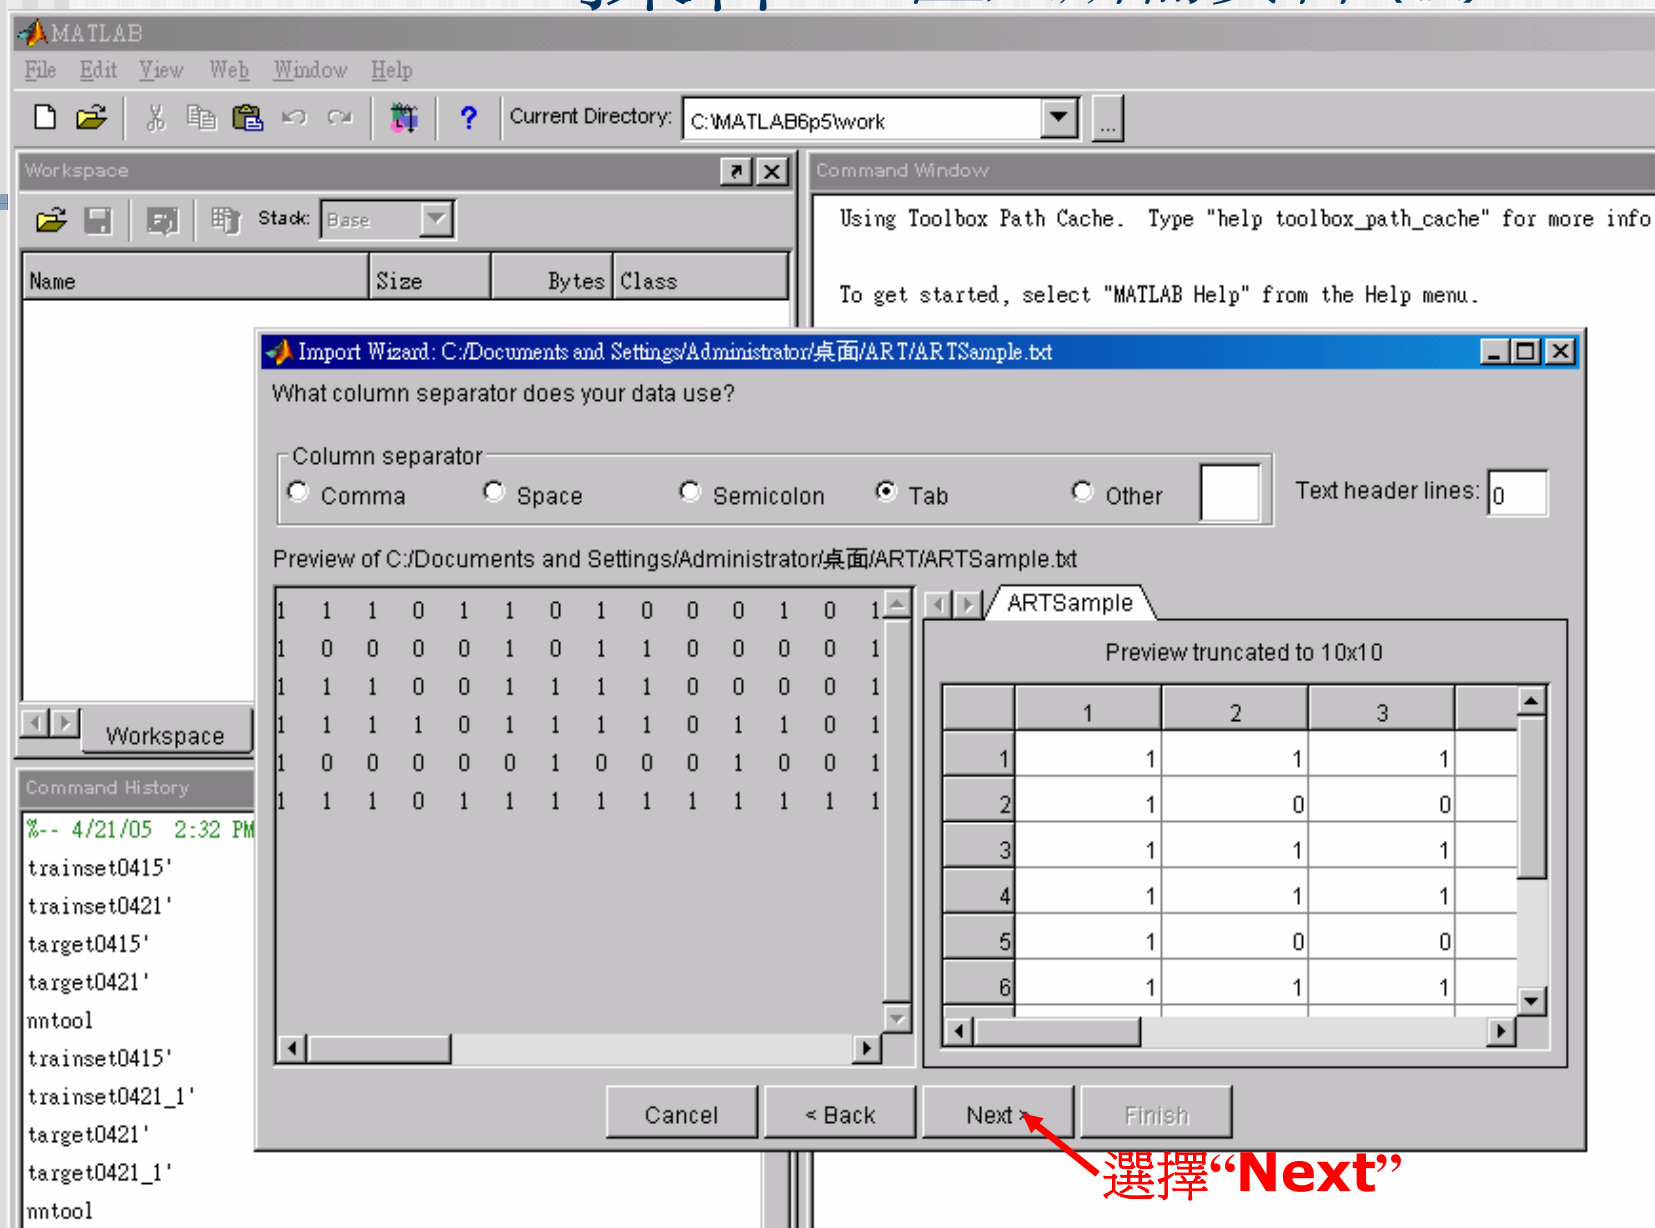 MATLAB
File Edit View Web Window Help
Current Directory: C:\MATLAB6p5\work ...
Workspace
Stack: Base
Name Size Bytes Class
Command Window
Using Toolbox Path Cache. Type "help toolbox_path_cache" for more info
To get started, select "MATLAB Help" from the Help menu.
Import Wizard: C:/Documents and Settings/Administrator/桌面/ART/ARTSample.txt
What column separator does your data use?
Column separator
Comma Space Semicolon Tab Other
Text header lines: 0
Preview of C:/Documents and Settings/Administrator/桌面/ART/ARTSample.txt
1 1 1 0 1 1 0 1 0 0 0 1 0 1
1 0 0 0 0 1 0 1 1 0 0 0 0 1
1 1 1 0 0 1 1 1 1 0 0 0 0 1
1 1 1 1 0 1 1 1 1 0 1 1 0 1
1 0 0 0 0 0 1 0 0 0 1 0 0 1
1 1 1 0 1 1 1 1 1 1 1 1 1 1
ARTSample
Preview truncated to 10x10
1 2 3
1 1 1 1
2 1 0 0
3 1 1 1
4 1 1 1
5 1 0 0
6 1 1 1
Cancel < Back Next > Finish
選擇“Next”
Workspace
Command History
%-- 4/21/05 2:32 PM
trainset0415'
trainset0421'
target0415'
target0421'
nntool
trainset0415'
trainset0421_1'
target0421'
target0421_1'
nntool